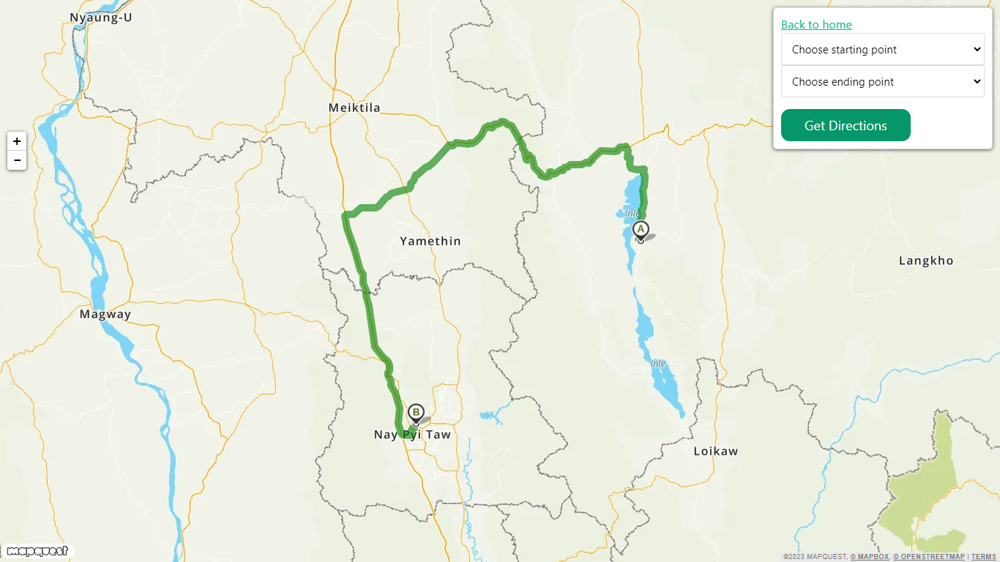 Nyaung-U
Back to home
Choose starting point
Choose ending point
Get Directions
Meiktila
+
−
Inle
A
Yamethin
Langkho
Magway
Inle
B
Nay Pyi Taw
Loikaw
mapquest
©2023 MAPQUEST, © MAPBOX, © OPENSTREETMAP | TERMS